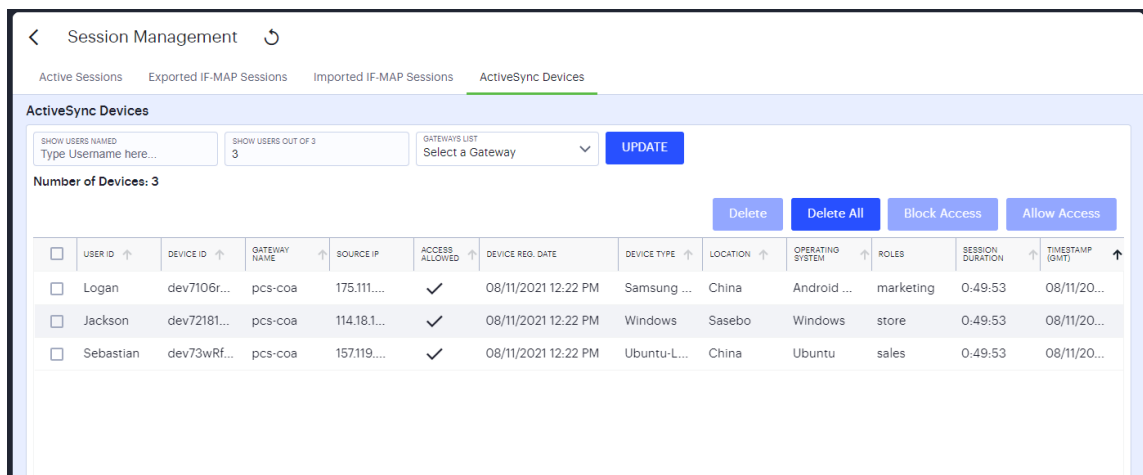 Session Management
Active Sessions Exported IF-MAP Sessions Imported IF-MAP Sessions ActiveSync Devices
ActiveSync Devices
SHOW USERS NAMED SHOW USERS OUT OF 3 GATEWAYS LIST
Type Username here... 3 Select a Gateway UPDATE
Number of Devices: 3
Delete Delete All Block Access Allow Access
USER ID DEVICE ID GATEWAY NAME SOURCE IP ACCESS ALLOWED DEVICE REG. DATE DEVICE TYPE LOCATION OPERATING SYSTEM ROLES SESSION DURATION TIMESTAMP (GMT)
Logan dev7106r... pcs-coa 175.111.... 08/11/2021 12:22 PM Samsung ... China Android ... marketing 0:49:53 08/11/20...
Jackson dev72181... pcs-coa 114.18.1... 08/11/2021 12:22 PM Windows Sasebo Windows store 0:49:53 08/11/20...
Sebastian dev73wRf... pcs-coa 157.119.... 08/11/2021 12:22 PM Ubuntu-L... China Ubuntu sales 0:49:53 08/11/20...